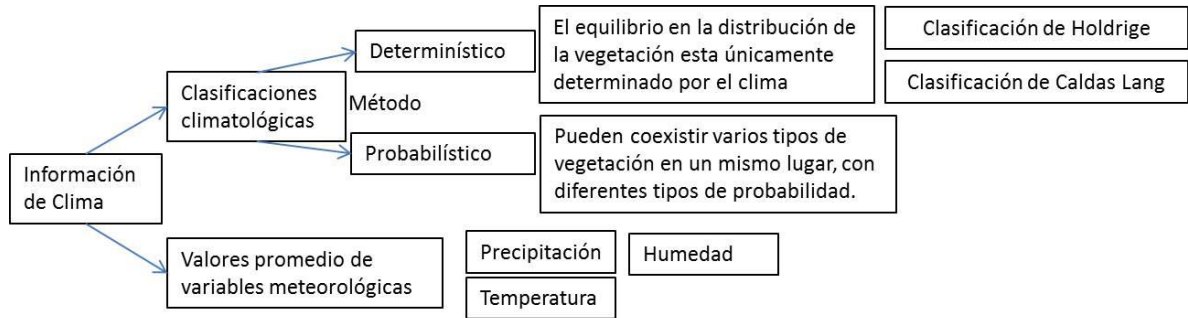 Determinístico
El equilibrio en la distribución de
la vegetación esta únicamente
determinado por el clima
Clasificación de Holdrige
Clasificación de Caldas Lang
Clasificaciones
climatológicas
Método
Probabilístico
Pueden coexistir varios tipos de
vegetación en un mismo lugar, con
diferentes tipos de probabilidad.
Información
de Clima
Valores promedio de
variables meteorológicas
Precipitación
Humedad
Temperatura